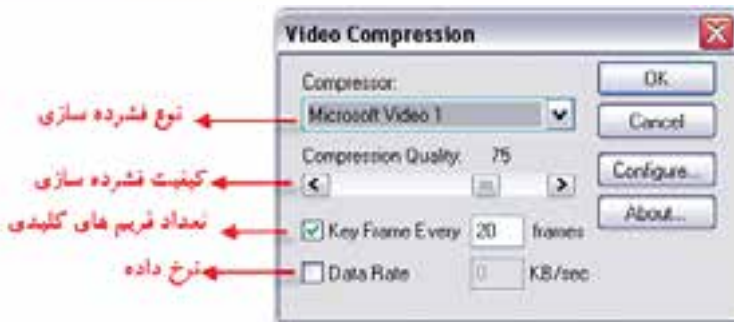 Video Compression
Compressor:
OK
نوع فشرده سازی
Microsoft Video 1
Cancel
Compression Quality: 75
کیفیت فشرده سازی
Configure...
تعداد فریم های کلیدی
Key Frame Every 20 frames
About...
نرخ داده
Data Rate 0 KB/sec